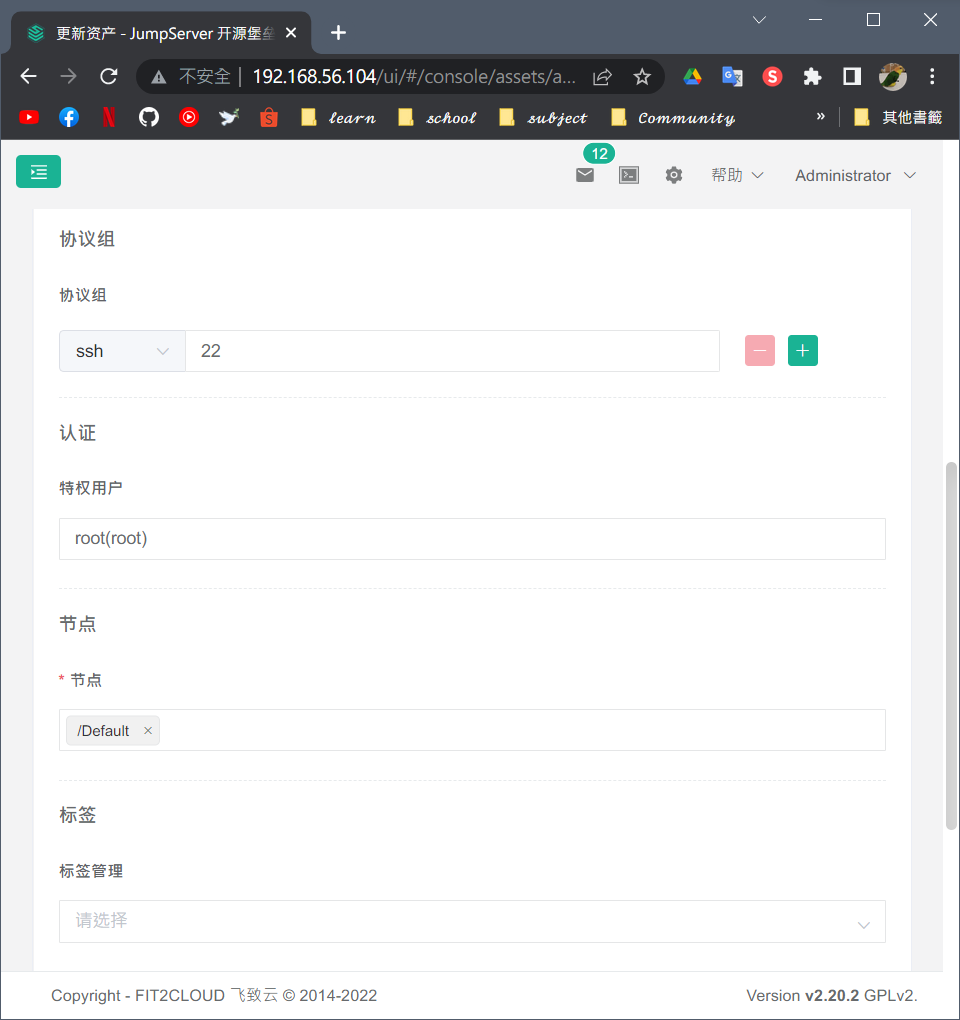 更新资产 - JumpServer 开源堡垒
不安全 | 192.168.56.104/ui/#/console/assets/a...
learn school subject Community » 其他書籤
12
帮助 Administrator
协议组
协议组
ssh 22
认证
特权用户
root(root)
节点
* 节点
/Default ×
标签
标签管理
请选择
Copyright - FIT2CLOUD 飞致云 © 2014-2022
Version v2.20.2 GPLv2.